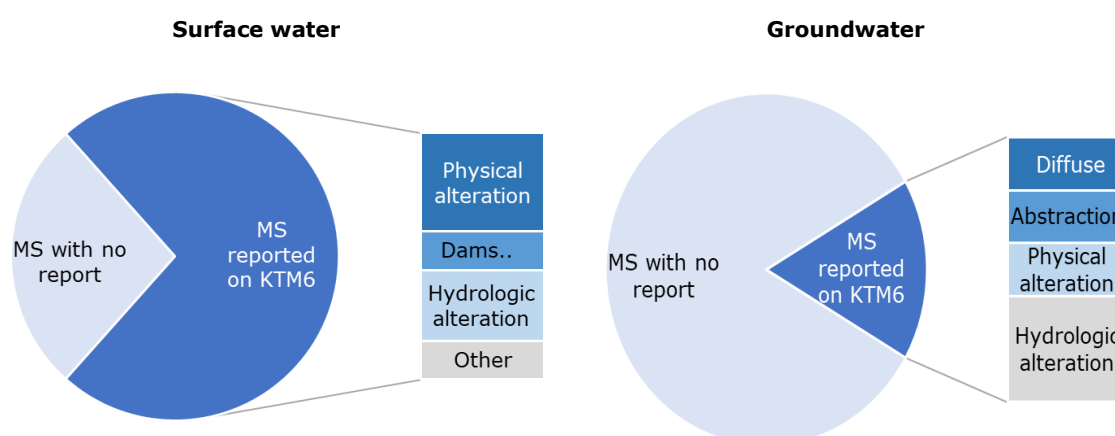 Surface water
MS with no
report
MS
reported
on KTM6
Physical
alteration
Dams..
Hydrologic
alteration
Other
Groundwater
MS with no
report
MS
reported
on KTM6
Diffuse
Abstraction
Physical
alteration
Hydrologic
alteration